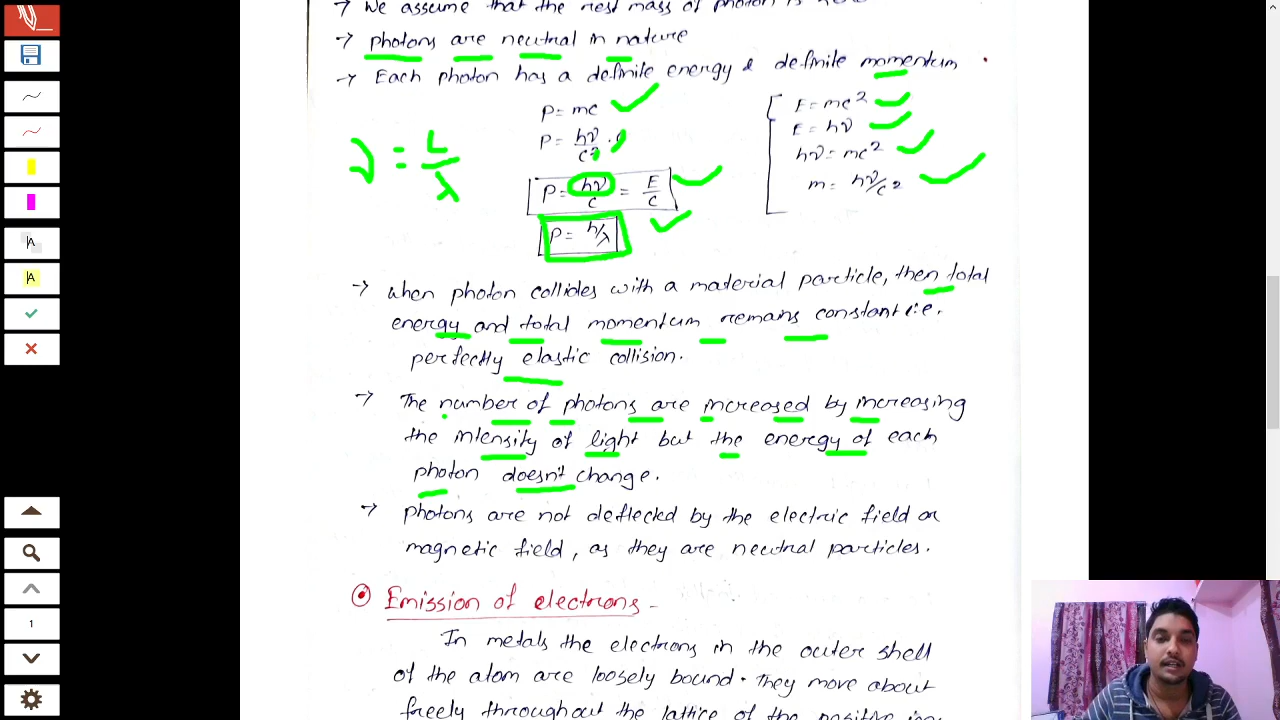 → We assume that the rest mass of photon is
→ photons are neutral in nature
→ Each photon has a definite energy & definite momentum .
P = mc
P = hν/c² . c
P = hν/c = E/c
P = h/λ
E = mc²
E = hν
hν = mc²
m = hν/c²
ν = c/λ
→ When photon collides with a material particle, then total
energy and total momentum remains constant i.e.
perfectly elastic collision.
→ The number of photons are increased by increasing
the intensity of light but the energy of each
photon doesn't change.
→ photons are not deflected by the electric field or
magnetic field, as they are neutral particles.
Emission of electrons -
In metals the electrons in the outer shell
of the atom are loosely bound. They move about
freely throughout the lattice of the positive
A
A
1